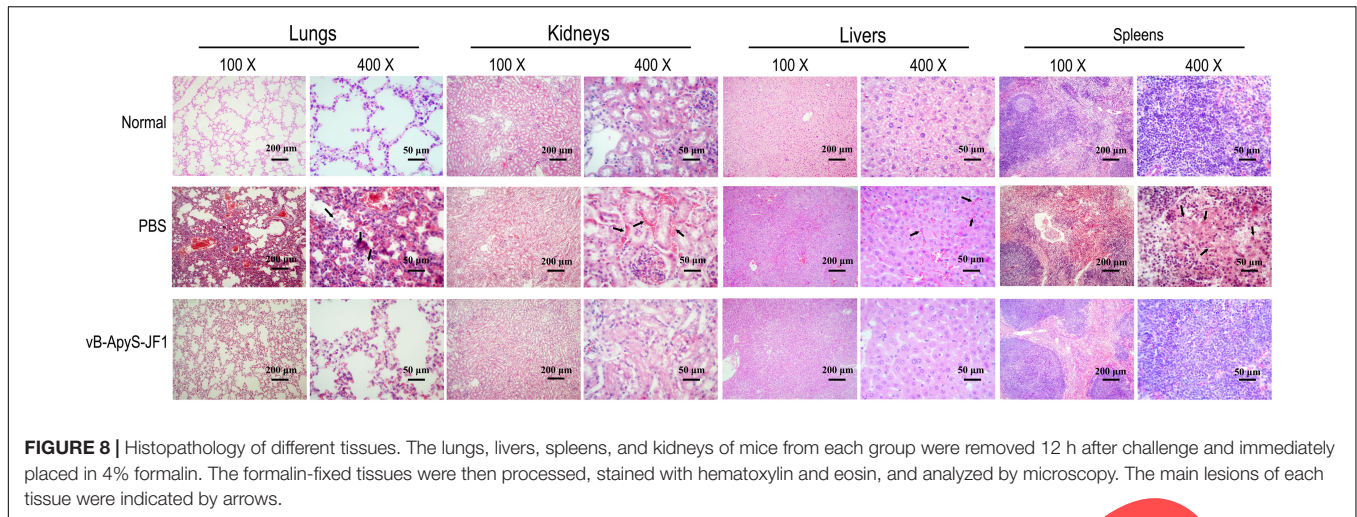 Lungs Kidneys Livers Spleens
100 X 400 X 100 X 400 X 100 X 400 X 100 X 400 X
Normal
200 µm 50 µm 200 µm 50 µm 200 µm 50 µm 200 µm 50 µm
PBS
200 µm 50 µm 200 µm 50 µm 200 µm 50 µm 200 µm 50 µm
vB-ApyS-JF1
200 µm 50 µm 200 µm 50 µm 200 µm 50 µm 200 µm 50 µm
FIGURE 8 | Histopathology of different tissues. The lungs, livers, spleens, and kidneys of mice from each group were removed 12 h after challenge and immediately
placed in 4% formalin. The formalin-fixed tissues were then processed, stained with hematoxylin and eosin, and analyzed by microscopy. The main lesions of each
tissue were indicated by arrows.